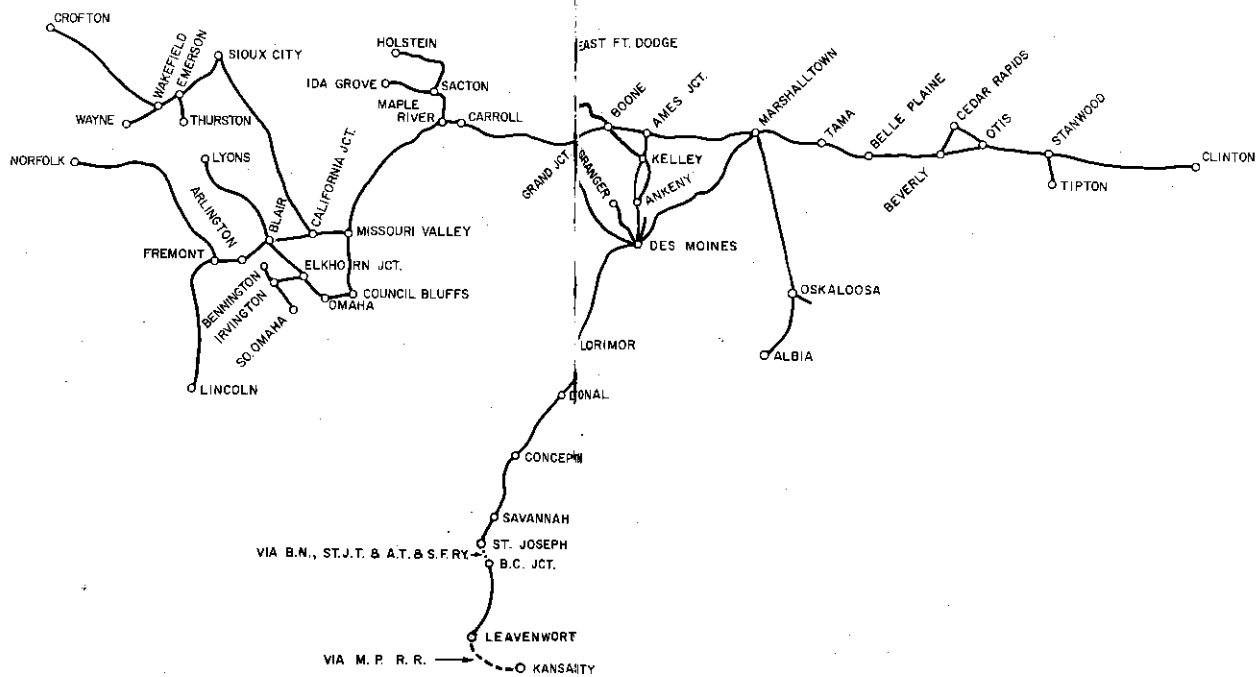 CROFTON
WAKEFIELD
EMERSON
SIOUX CITY
WAYNE
THURSTON
HOLSTEIN
IDA GROVE
SACTON
MAPLE
RIVER
CARROLL
EAST FT. DODGE
BOONE
AMES JCT.
MARSHALLTOWN
TAMA
BELLE PLAINE
CEDAR RAPIDS
OTIS
STANWOOD
CLINTON
TIPTON
BEVERLY
NORFOLK
LYONS
ARLINGTON
BLAIR
CALIFORNIA JCT.
MISSOURI VALLEY
GRAND JCT.
GRANGER
KELLEY
ANKENY
DES MOINES
FREMONT
ELKHORN JCT.
BENNINGTON
IRVINGTON
SO. OMAHA
OMAHA
COUNCIL BLUFFS
OSKALOOSA
LINCOLN
LORIMOR
ALBIA
DONAL
CONCEPN
SAVANNAH
ST. JOSEPH
VIA B.N., ST.J.T. & A.T. & S.F. RY.
B.C. JCT.
LEAVENWORT
VIA M. P. R. R.
KANSAITY